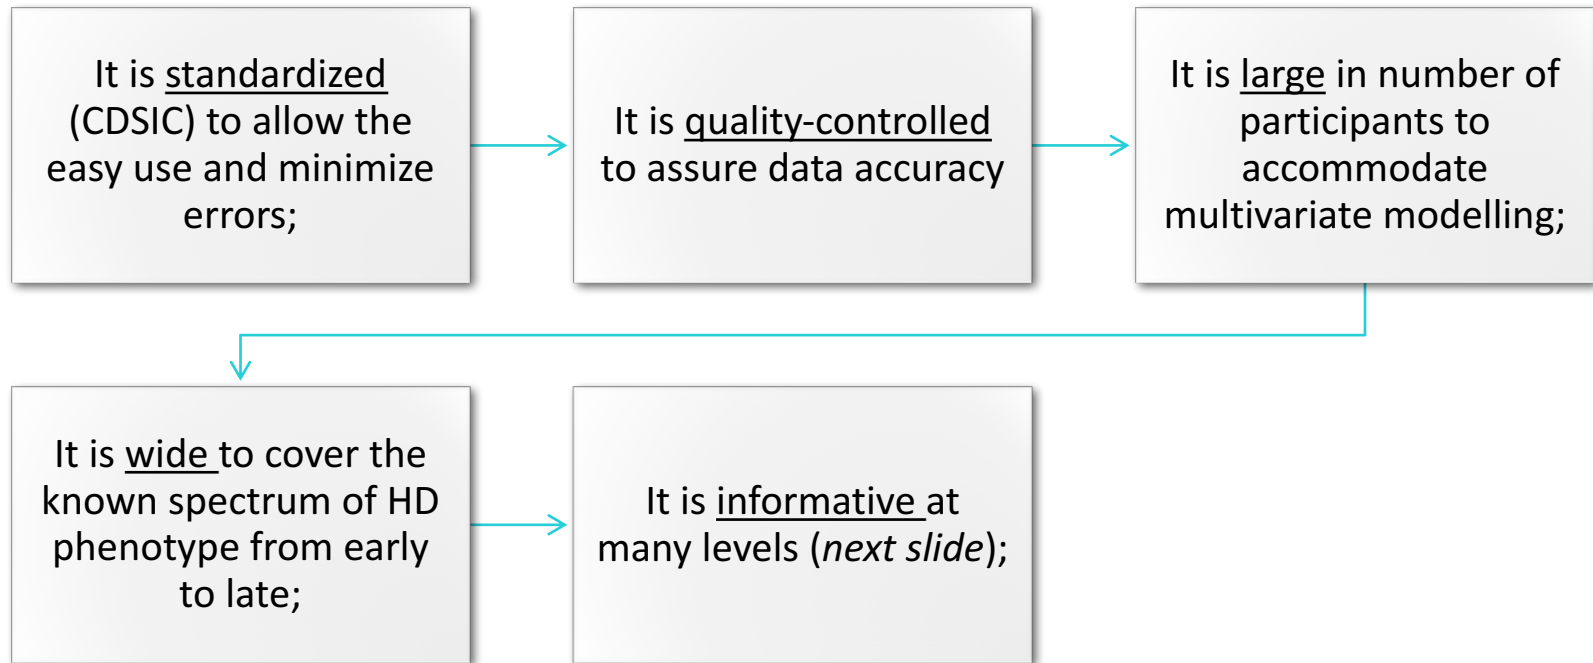 It is standardized
(CDSIC) to allow the
easy use and minimize
errors;
It is quality-controlled
to assure data accuracy
It is large in number of
participants to
accommodate
multivariate modelling;
It is wide to cover the
known spectrum of HD
phenotype from early
to late;
It is informative at
many levels (next slide);